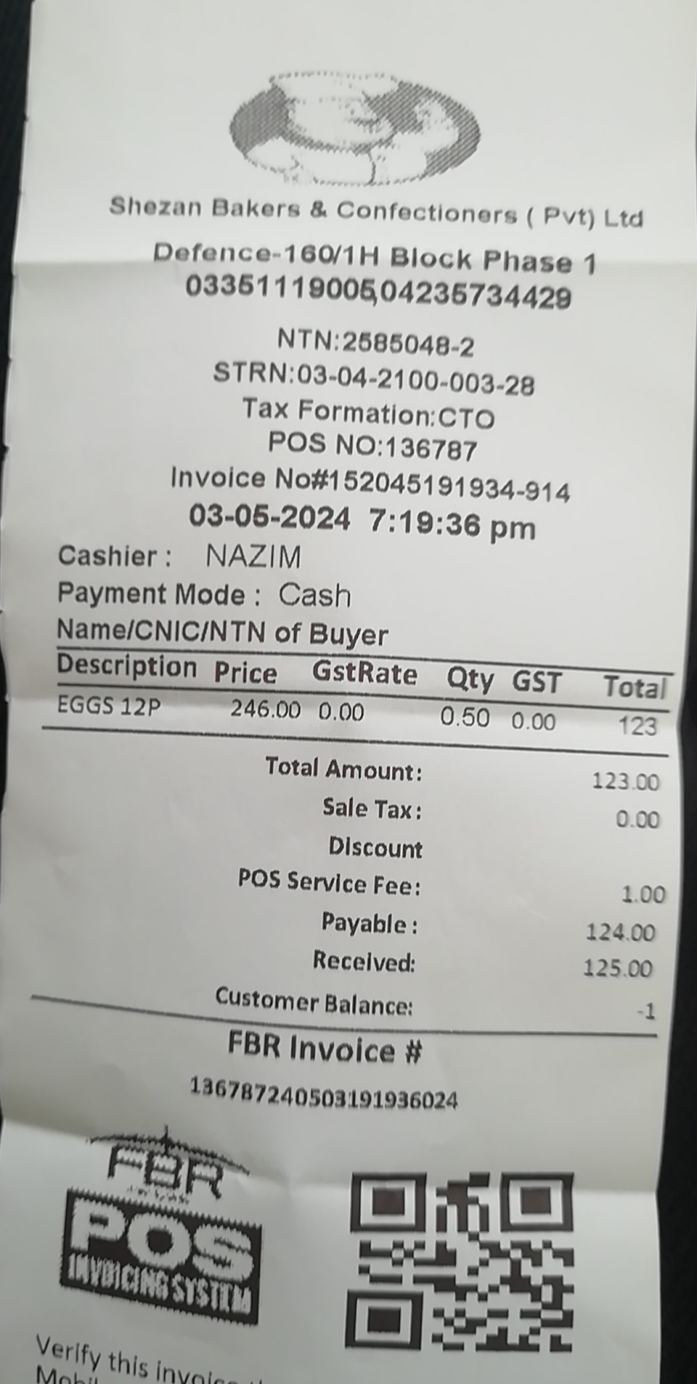 Shezan Bakers & Confectioners ( Pvt) Ltd
Defence-160/1H Block Phase 1
03351119005,04235734429
NTN:2585048-2
STRN:03-04-2100-003-28
Tax Formation:CTO
POS NO:136787
Invoice No#152045191934-914
03-05-2024 7:19:36 pm
Cashier : NAZIM
Payment Mode : Cash
Name/CNIC/NTN of Buyer
Description Price GstRate Qty GST Total
EGGS 12P 246.00 0.00 0.50 0.00 123
Total Amount: 123.00
Sale Tax: 0.00
Discount
POS Service Fee: 1.00
Payable : 124.00
Received: 125.00
Customer Balance: -1
FBR Invoice #
136787240503191936024
FBR
POS
INVOICING SYSTEM
Verify this